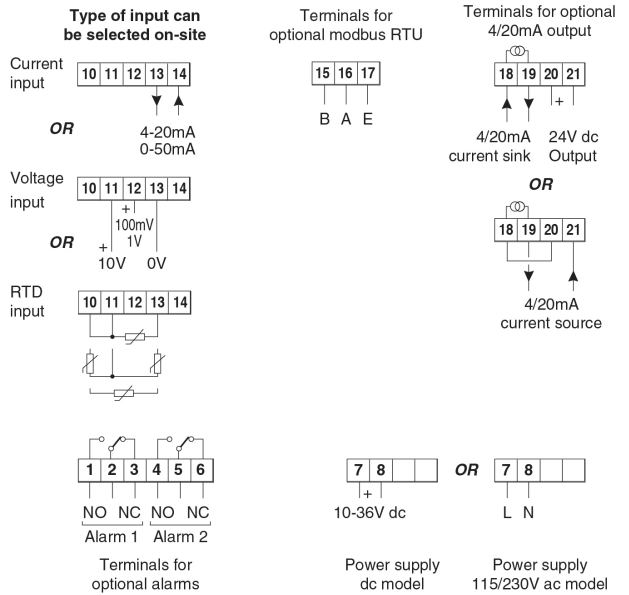 Type of input can
be selected on-site
Current
input
10 11 12 13 14
OR
4-20mA
0-50mA
Voltage
input
10 11 12 13 14
+
100mV
1V
OR
+
10V 0V
RTD
input
10 11 12 13 14
1 2 3 4 5 6
NO NC NO NC
Alarm 1 Alarm 2
Terminals for
optional alarms
Terminals for
optional modbus RTU
15 16 17
B A E
Terminals for optional
4/20mA output
18 19 20 21
+
4/20mA 24V dc
current sink Output
OR
18 19 20 21
4/20mA
current source
7 8
+
10-36V dc
Power supply
dc model
OR
7 8
L N
Power supply
115/230V ac model